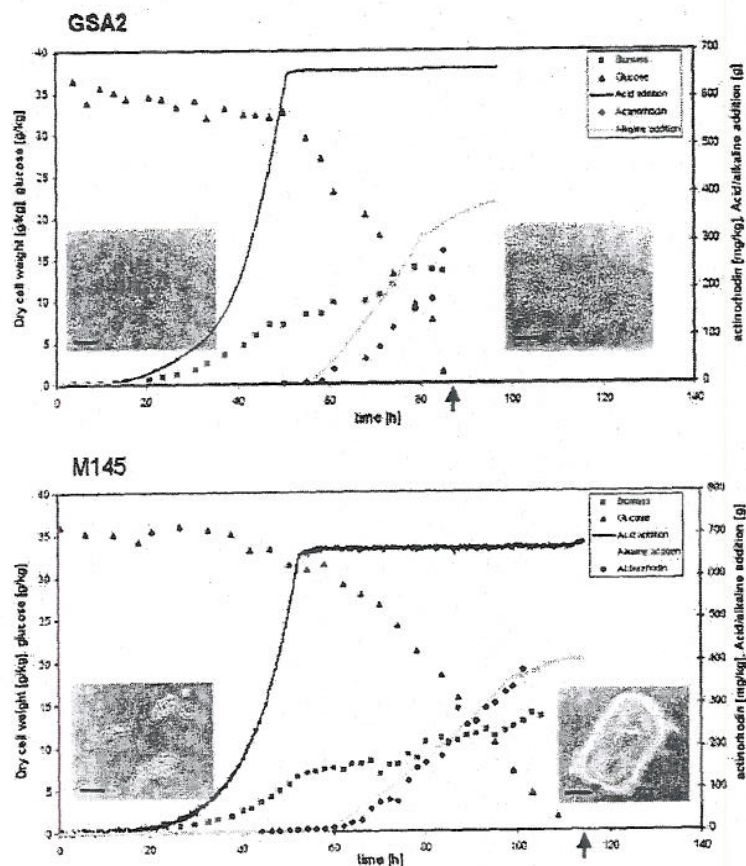 GSA2
Dry cell weight [g/kg], glucose [g/kg]
40
35
30
25
20
15
10
5
0
0 20 40 60 80 100 120 140
time [h]
700
600
500
400
300
200
100
0
actinorhodin [mg/kg], Acid/alkaline addition [g]
Biomass
Glucose
Acid addition
Actinorhodin
Alkaline addition
M145
Dry cell weight [g/kg], glucose [g/kg]
40
35
30
25
20
15
10
5
0
0 20 40 60 80 100 120 140
time [h]
800
700
600
500
400
300
200
100
0
actinorhodin [mg/kg], Acid/alkaline addition [g]
Biomass
Glucose
Acid addition
Alkaline addition
Actinorhodin